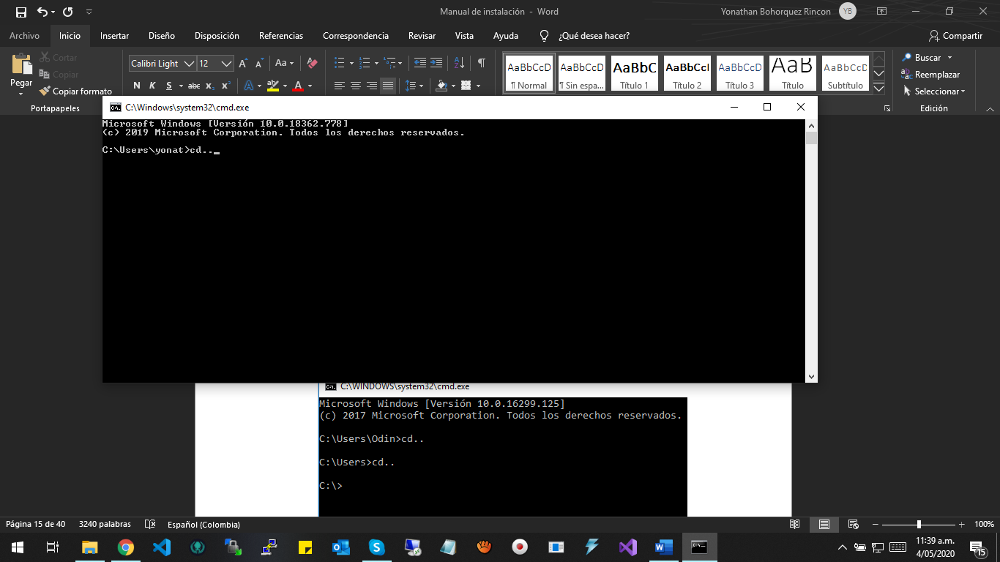 Manual de instalación - Word
Yonathan Bohorquez Rincon
YB
Archivo Inicio Insertar Diseño Disposición Referencias Correspondencia Revisar Vista Ayuda ¿Qué desea hacer? Compartir
Pegar
Cortar
Copiar
Copiar formato
Portapapeles
Calibri Light 12 Aa
N K S abc x₂ x² A ab A
AaBbCcD AaBbCcD AaBbC AaBbCcI AaBbCcD AaB AaBbCcD
¶ Normal ¶ Sin espa... Título 1 Título 2 Título 3 Título Subtítulo
Buscar
Reemplazar
Seleccionar
Edición
C:\Windows\system32\cmd.exe
Microsoft Windows [Versión 10.0.18362.778]
(c) 2019 Microsoft Corporation. Todos los derechos reservados.
C:\Users\yonat>cd.._
C:\WINDOWS\system32\cmd.exe
Microsoft Windows [Versión 10.0.16299.125]
(c) 2017 Microsoft Corporation. Todos los derechos reservados.
C:\Users\Odin>cd..
C:\Users>cd..
C:\>
Página 15 de 40 3240 palabras Español (Colombia) 100%
11:39 a.m.
4/05/2020
15